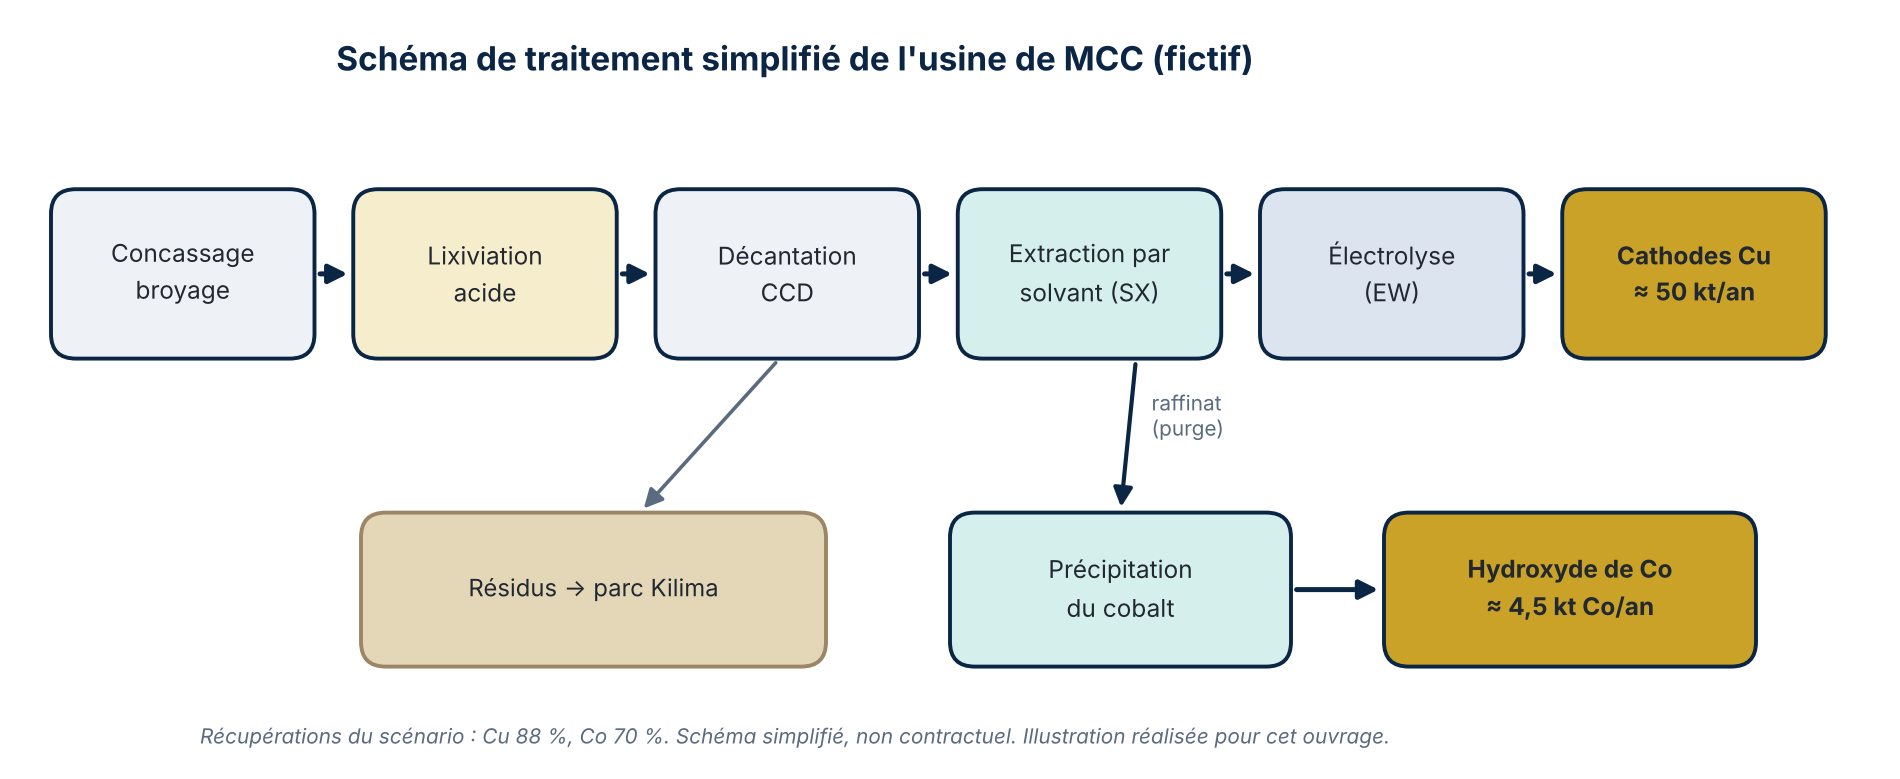 Schéma de traitement simplifié de l'usine de MCC (fictif)
Concassage
broyage
Lixiviation
acide
Décantation
CCD
Extraction par
solvant (SX)
Électrolyse
(EW)
Cathodes Cu
≈ 50 kt/an
raffinat
(purge)
Résidus → parc Kilima
Précipitation
du cobalt
Hydroxyde de Co
≈ 4,5 kt Co/an
Récupérations du scénario : Cu 88 %, Co 70 %. Schéma simplifié, non contractuel. Illustration réalisée pour cet ouvrage.